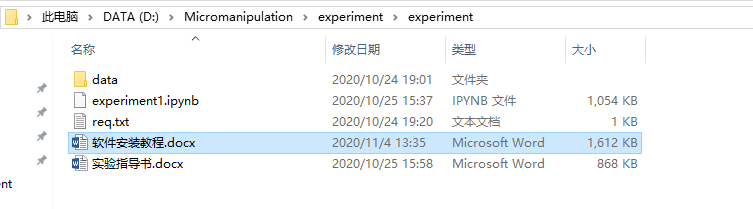 此电脑 > DATA (D:) > Micromanipulation > experiment > experiment
名称 修改日期 类型 大小
data 2020/10/24 19:01 文件夹
experiment1.ipynb 2020/10/25 15:37 IPYNB 文件 1,054 KB
req.txt 2020/10/24 19:20 文本文档 1 KB
软件安装教程.docx 2020/11/4 13:35 Microsoft Word 1,612 KB
实验指导书.docx 2020/10/25 15:58 Microsoft Word 868 KB
ent